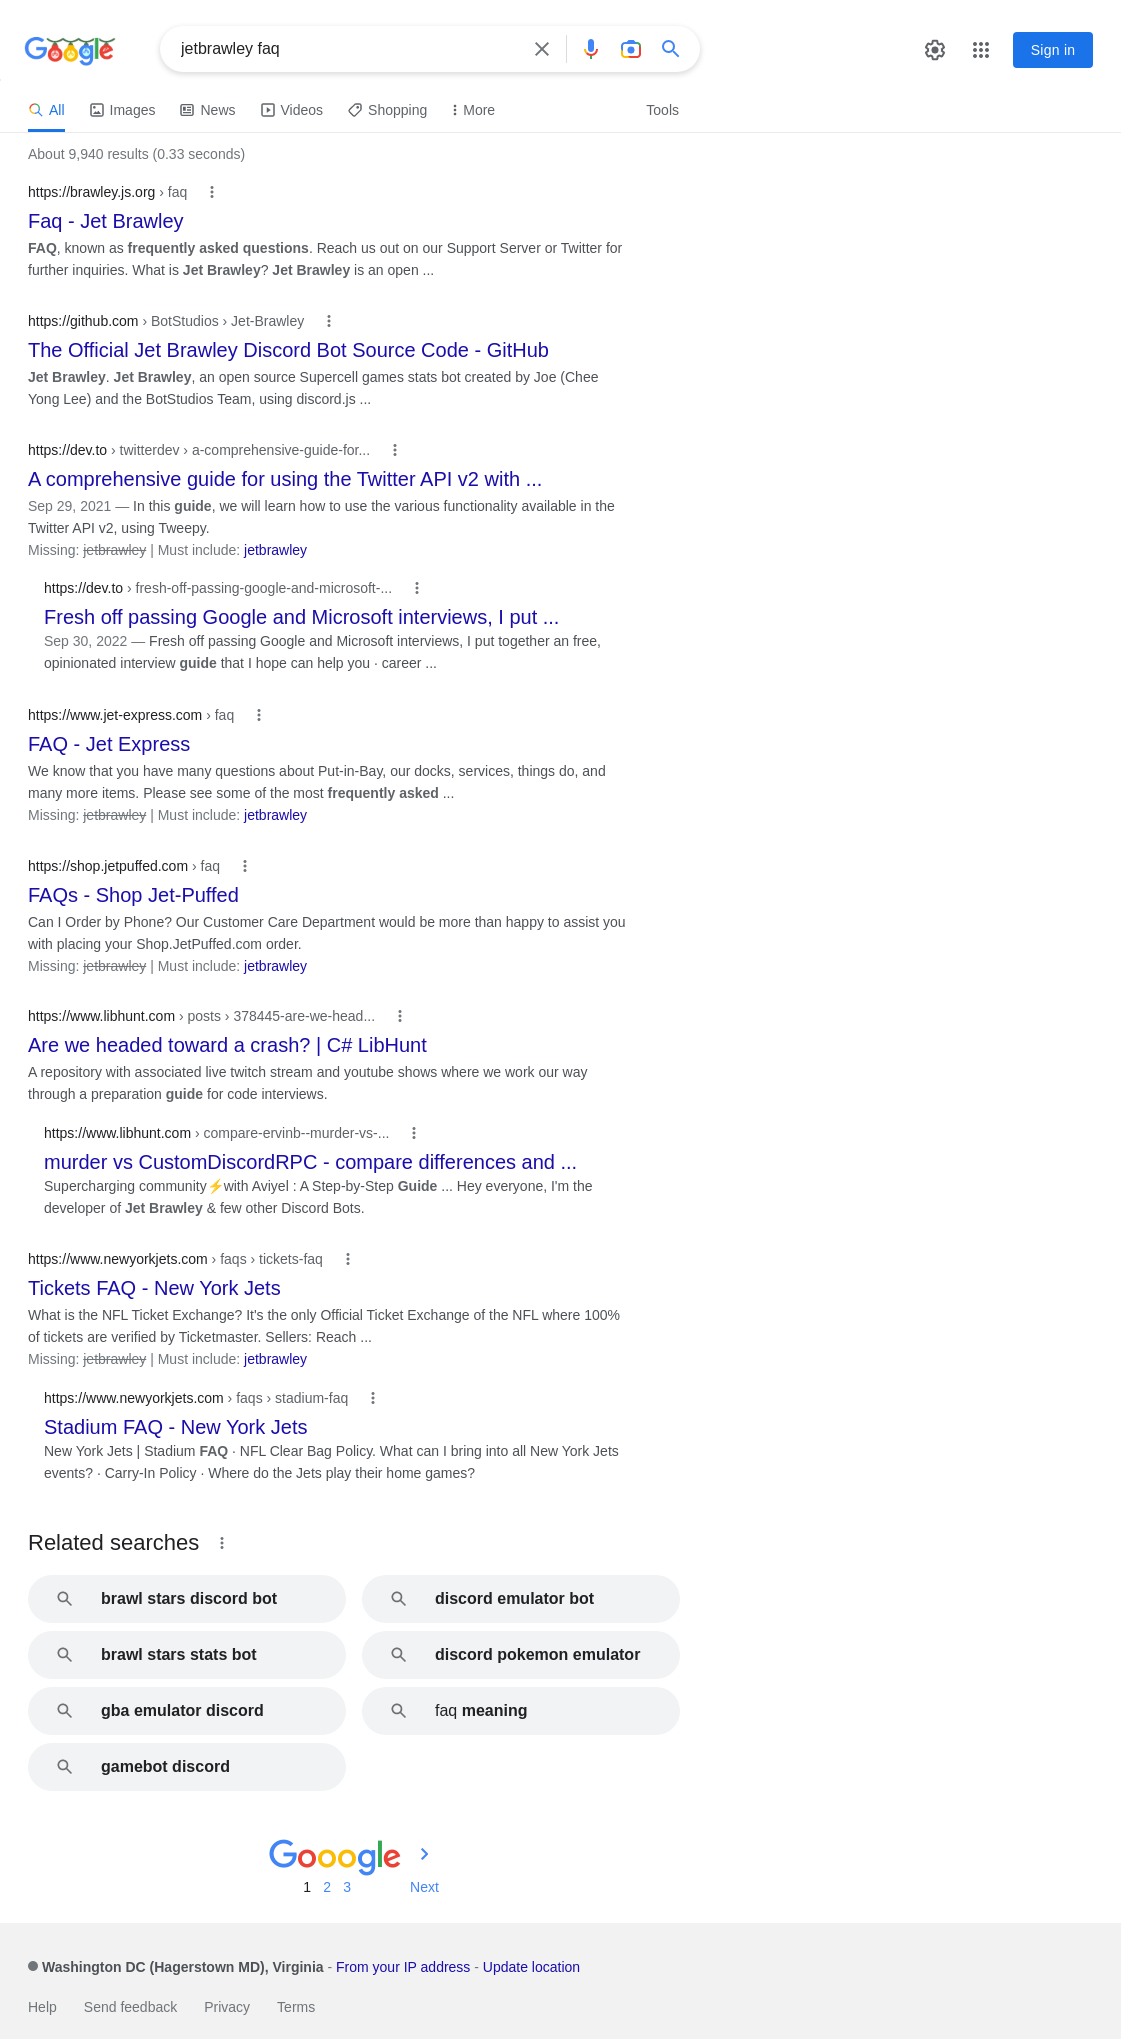 Google
jetbrawley faq
Sign in
All Images News Videos Shopping More Tools
About 9,940 results (0.33 seconds)
https://brawley.js.org › faq
Faq - Jet Brawley
FAQ, known as frequently asked questions. Reach us out on our Support Server or Twitter for
further inquiries. What is Jet Brawley? Jet Brawley is an open ...
https://github.com › BotStudios › Jet-Brawley
The Official Jet Brawley Discord Bot Source Code - GitHub
Jet Brawley. Jet Brawley, an open source Supercell games stats bot created by Joe (Chee
Yong Lee) and the BotStudios Team, using discord.js ...
https://dev.to › twitterdev › a-comprehensive-guide-for...
A comprehensive guide for using the Twitter API v2 with ...
Sep 29, 2021 — In this guide, we will learn how to use the various functionality available in the
Twitter API v2, using Tweepy.
Missing: jetbrawley | Must include: jetbrawley
https://dev.to › fresh-off-passing-google-and-microsoft-...
Fresh off passing Google and Microsoft interviews, I put ...
Sep 30, 2022 — Fresh off passing Google and Microsoft interviews, I put together an free,
opinionated interview guide that I hope can help you · career ...
https://www.jet-express.com › faq
FAQ - Jet Express
We know that you have many questions about Put-in-Bay, our docks, services, things do, and
many more items. Please see some of the most frequently asked ...
Missing: jetbrawley | Must include: jetbrawley
https://shop.jetpuffed.com › faq
FAQs - Shop Jet-Puffed
Can I Order by Phone? Our Customer Care Department would be more than happy to assist you
with placing your Shop.JetPuffed.com order.
Missing: jetbrawley | Must include: jetbrawley
https://www.libhunt.com › posts › 378445-are-we-head...
Are we headed toward a crash? | C# LibHunt
A repository with associated live twitch stream and youtube shows where we work our way
through a preparation guide for code interviews.
https://www.libhunt.com › compare-ervinb--murder-vs-...
murder vs CustomDiscordRPC - compare differences and ...
Supercharging community⚡with Aviyel : A Step-by-Step Guide ... Hey everyone, I'm the
developer of Jet Brawley & few other Discord Bots.
https://www.newyorkjets.com › faqs › tickets-faq
Tickets FAQ - New York Jets
What is the NFL Ticket Exchange? It's the only Official Ticket Exchange of the NFL where 100%
of tickets are verified by Ticketmaster. Sellers: Reach ...
Missing: jetbrawley | Must include: jetbrawley
https://www.newyorkjets.com › faqs › stadium-faq
Stadium FAQ - New York Jets
New York Jets | Stadium FAQ · NFL Clear Bag Policy. What can I bring into all New York Jets
events? · Carry-In Policy · Where do the Jets play their home games?
Related searches
brawl stars discord bot
discord emulator bot
brawl stars stats bot
discord pokemon emulator
gba emulator discord
faq meaning
gamebot discord
Gooogle
1 2 3 Next
Washington DC (Hagerstown MD), Virginia - From your IP address - Update location
Help Send feedback Privacy Terms